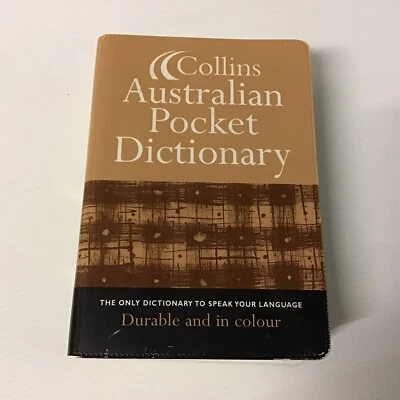 Collins
Australian
Pocket
Dictionary
THE ONLY DICTIONARY TO SPEAK YOUR LANGUAGE
Durable and in colour